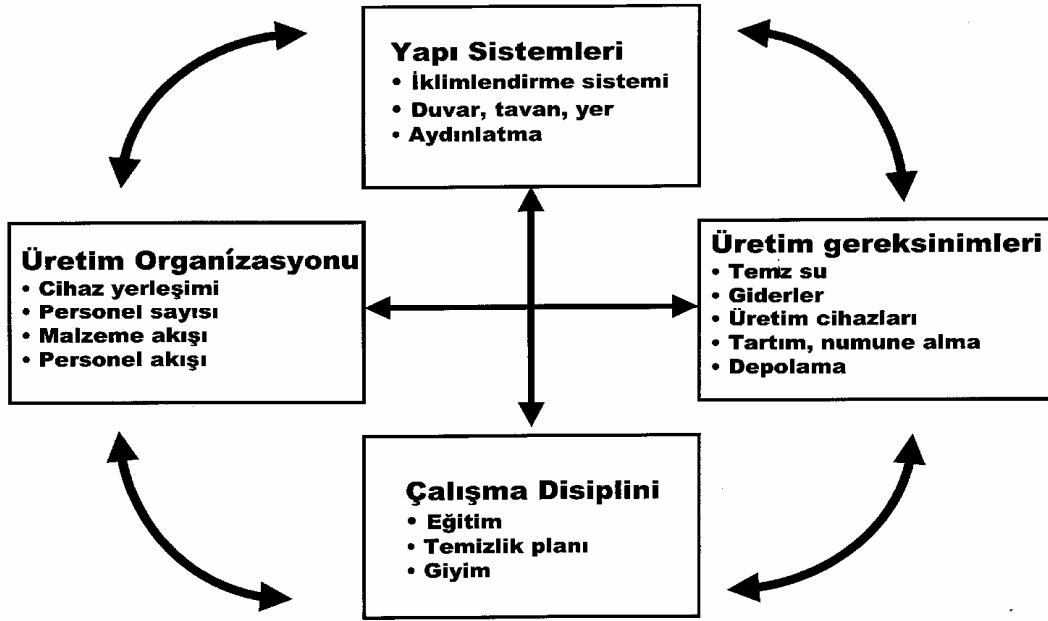 Yapı Sistemleri
• İklimlendirme sistemi
• Duvar, tavan, yer
• Aydınlatma
Üretim Organízasyonu
• Cihaz yerleşimi
• Personel sayısı
• Malzeme akışı
• Personel akışı
Üretim gereksinimleri
• Temiz su
• Giderler
• Üretim cihazları
• Tartım, numune alma
• Depolama
Çalışma Disiplini
• Eğitim
• Temizlik planı
• Giyim